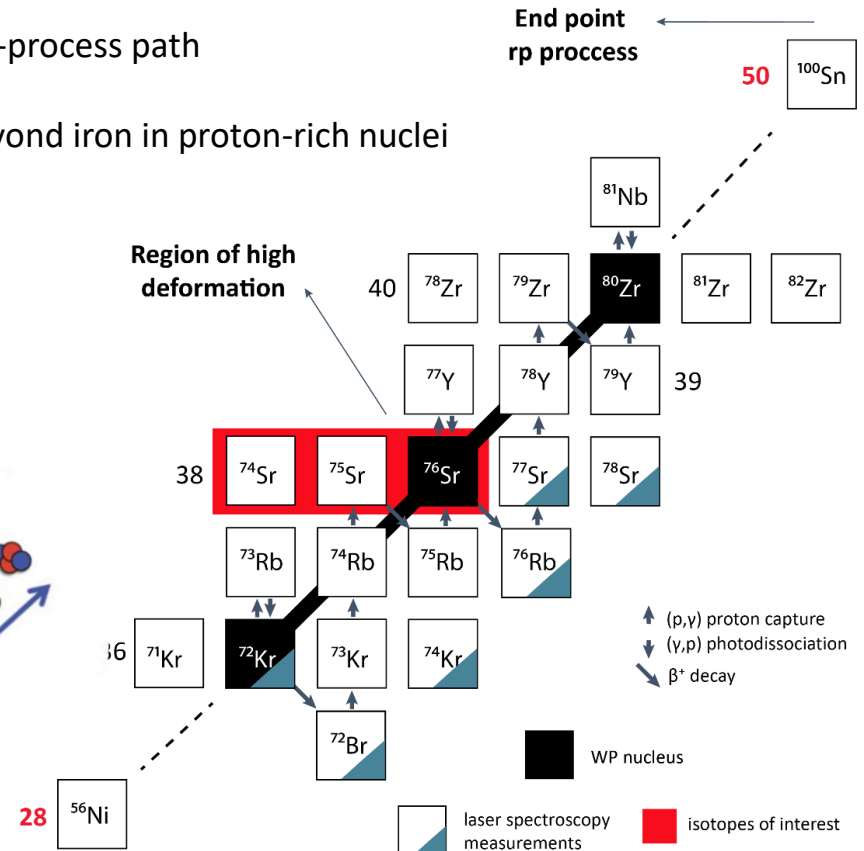 -process path
yond iron in proton-rich nuclei
End point
rp proccess
50
¹⁰⁰Sn
⁸¹Nb
Region of high
deformation
40
⁷⁸Zr
⁷⁹Zr
⁸⁰Zr
⁸¹Zr
⁸²Zr
⁷⁷Y
⁷⁸Y
⁷⁹Y
39
38
⁷⁴Sr
⁷⁵Sr
⁷⁶Sr
⁷⁷Sr
⁷⁸Sr
⁷³Rb
⁷⁴Rb
⁷⁵Rb
⁷⁶Rb
36
⁷¹Kr
⁷²Kr
⁷³Kr
⁷⁴Kr
(p,γ) proton capture
(γ,p) photodissociation
β⁺ decay
⁷²Br
WP nucleus
28
⁵⁶Ni
laser spectroscopy
measurements
isotopes of interest